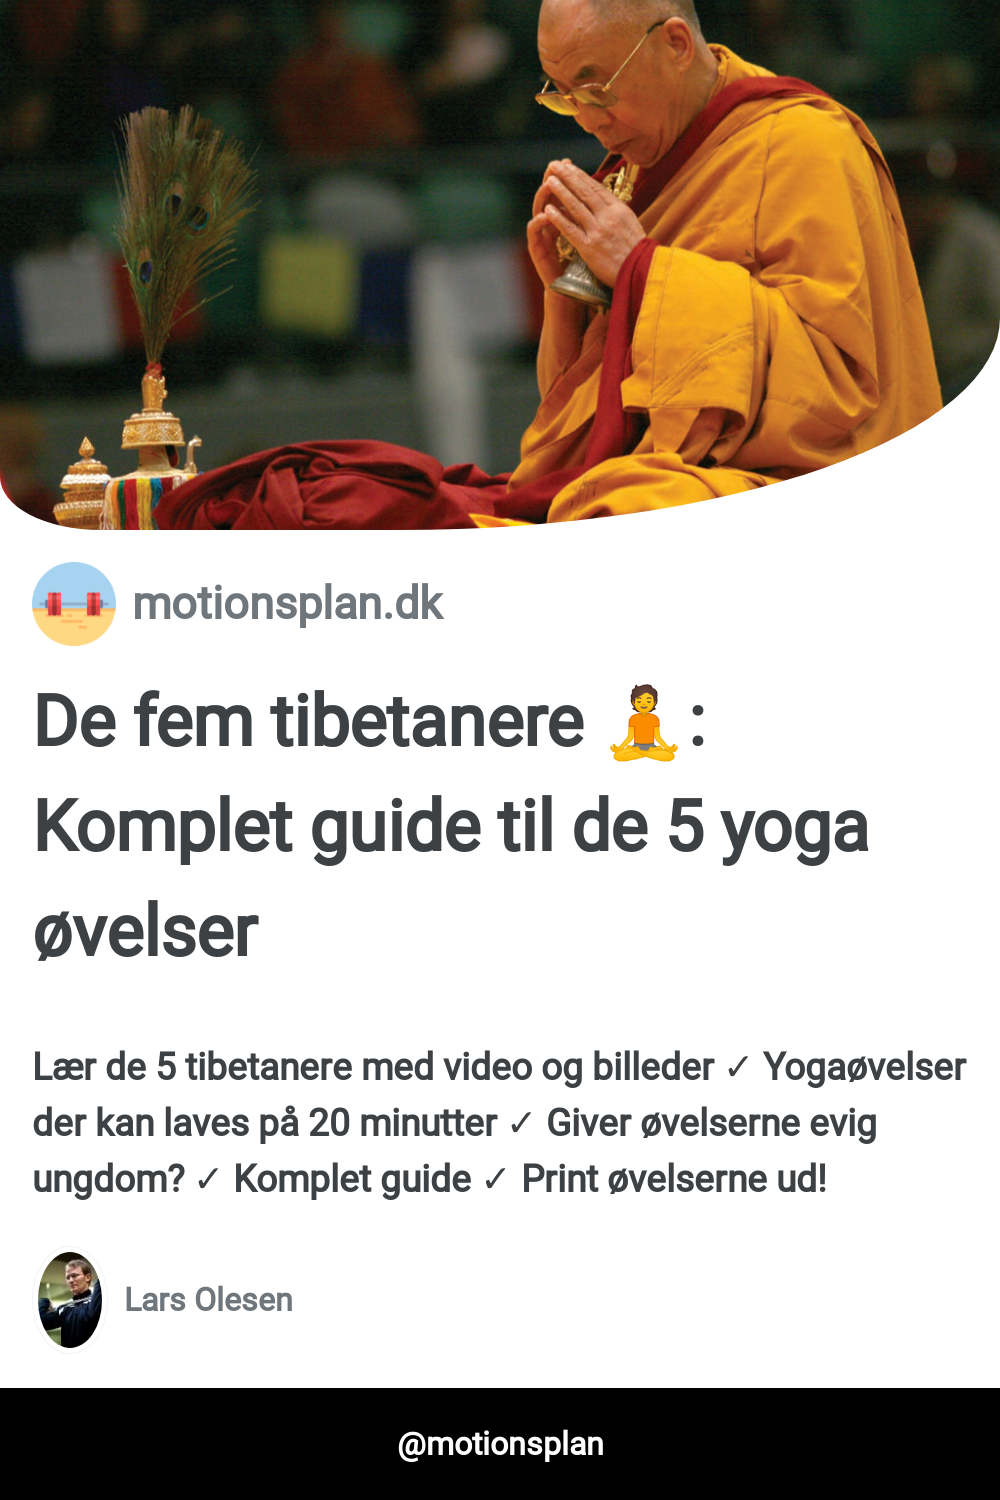 motionsplan.dk
De fem tibetanere 🧘:
Komplet guide til de 5 yoga
øvelser
Lær de 5 tibetanere med video og billeder ✓ Yogaøvelser
der kan laves på 20 minutter ✓ Giver øvelserne evig
ungdom? ✓ Komplet guide ✓ Print øvelserne ud!
Lars Olesen
@motionsplan